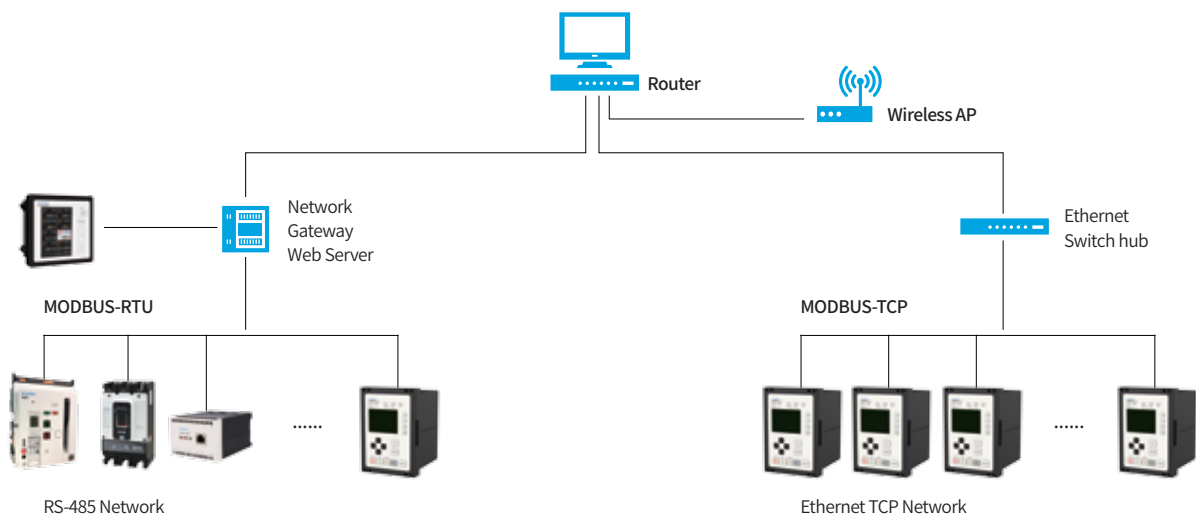 Router
Wireless AP
Network
Gateway
Web Server
Ethernet
Switch hub
MODBUS-RTU
MODBUS-TCP
......
......
RS-485 Network
Ethernet TCP Network